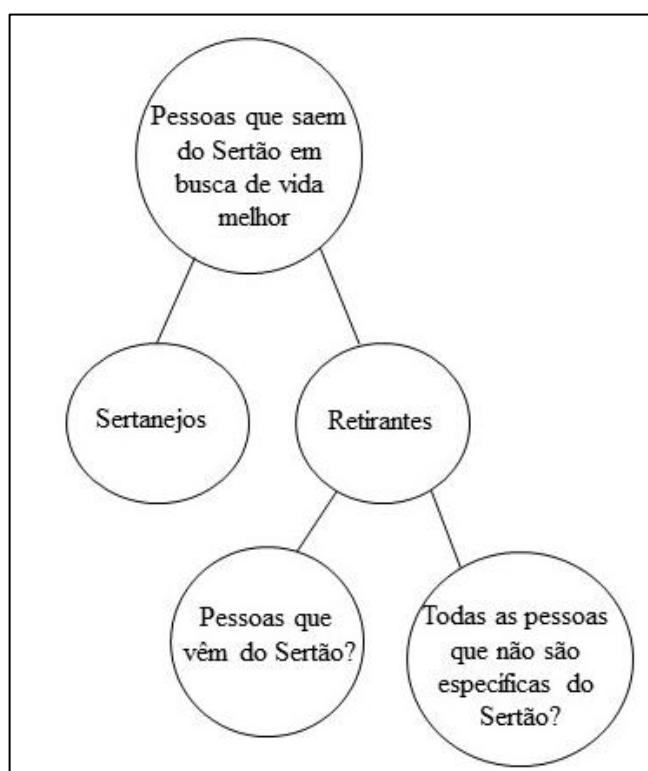 Pessoas que saem
do Sertão em
busca de vida
melhor
Sertanejos
Retirantes
Pessoas que
vêm do Sertão?
Todas as pessoas
que não são
específicas do
Sertão?